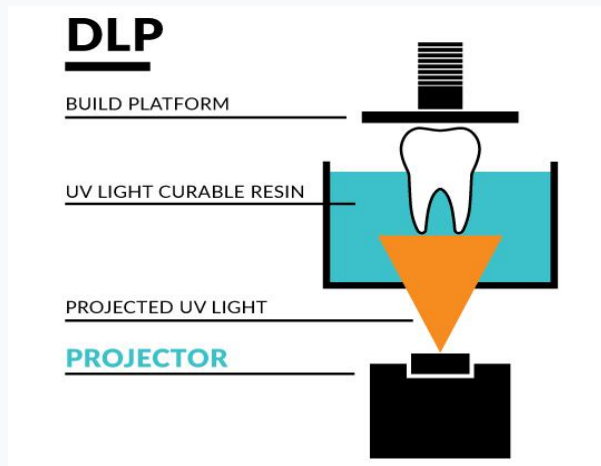 DLP
BUILD PLATFORM
UV LIGHT CURABLE RESIN
PROJECTED UV LIGHT
PROJECTOR